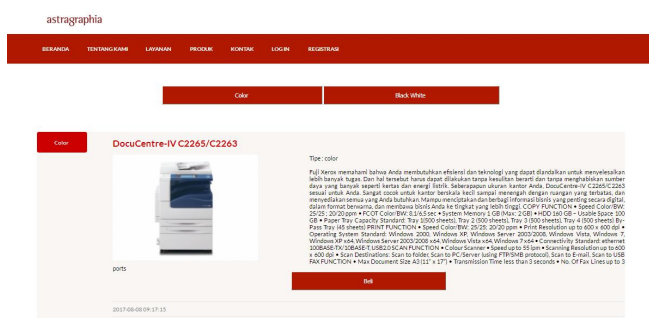 astragraphia
BERANDA TENTANG KAMI LAYANAN PRODUK KONTAK LOGIN REGISTRASI
Color Black White
Color
DocuCentre-IV C2265/C2263
Tipe : color
Fuji Xerox memahami bahwa Anda membutuhkan efisiensi dan teknologi yang dapat diandalkan untuk menyelesaikan
lebih banyak tugas. Dan hal tersebut harus dapat dilakukan tanpa kesulitan berarti dan tanpa menghabiskan sumber
daya yang banyak seperti kertas dan energi listrik. Seberapapun ukuran kantor Anda, DocuCentre-IV C2265/C2263
sesuai untuk Anda. Sangat cocok untuk kantor berskala kecil sampai menengah dengan ruangan yang terbatas, dan
menyediakan semua yang Anda butuhkan. Mampu menciptakan dan berbagi informasi bisnis yang penting secara digital,
dalam format berwarna, dan membawa bisnis Anda ke tingkat yang lebih tinggi. COPY FUNCTION • Speed Color/BW:
25/25 ; 20/20 ppm • FCOT Color/BW: 8.1/6.5 sec • System Memory 1 GB (Max: 2 GB) • HDD 160 GB – Usable Space 100
GB • Paper Tray Capacity Standard: Tray 1(500 sheets), Tray 2 (500 sheets), Tray 3 (500 sheets), Tray 4 (500 sheets) By-
Pass Tray (45 sheets) PRINT FUNCTION • Speed Color/BW: 25/25; 20/20 ppm • Print Resolution up to 600 x 600 dpi •
Operating System Standard: Windows 2000, Windows XP, Windows Server 2003/2008, Windows Vista, Windows 7,
Windows XP x64, Windows Server 2003/2008 x64, Windows Vista x64, Windows 7 x64 • Connectivity Standard: ethernet
100BASE-TX/10BASE-T, USB2.0 SCAN FUNCTION • Colour Scanner • Speed up to 55 ipm • Scanning Resolution up to 600
x 600 dpi • Scan Destinations: Scan to folder, Scan to PC/Server (using FTP/SMB protocol), Scan to E-mail, Scan to USB
FAX FUNCTION • Max Document Size A3 (11" x 17") • Transmission Time less than 3 seconds • No. Of Fax Lines up to 3
ports
Beli
2017-08-08 09:17:15